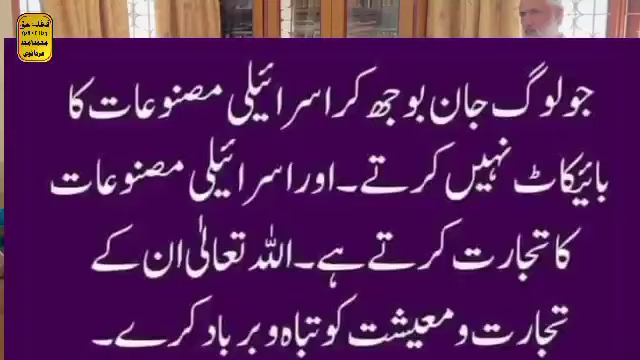 جو لوگ جان بوجھ کر اسرائیلی مصنوعات کا
بائیکاٹ نہیں کرتے۔ اور اسرائیلی مصنوعات
کا تجارت کرتے ہے۔ اللہ تعالیٰ ان کے
تجارت و معیشت کو تباہ و برباد کرے۔